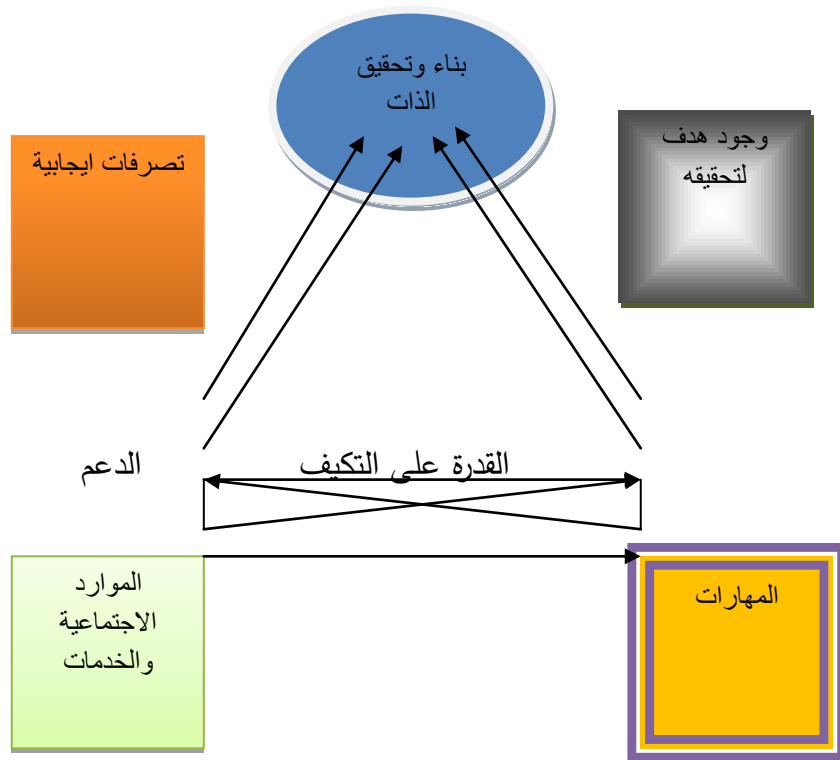 بناء وتحقيق
الذات
وجود هدف
لتحقيقه
تصرفات ايجابية
القدرة على التكيف
الدعم
المهارات
الموارد
الاجتماعية
والخدمات